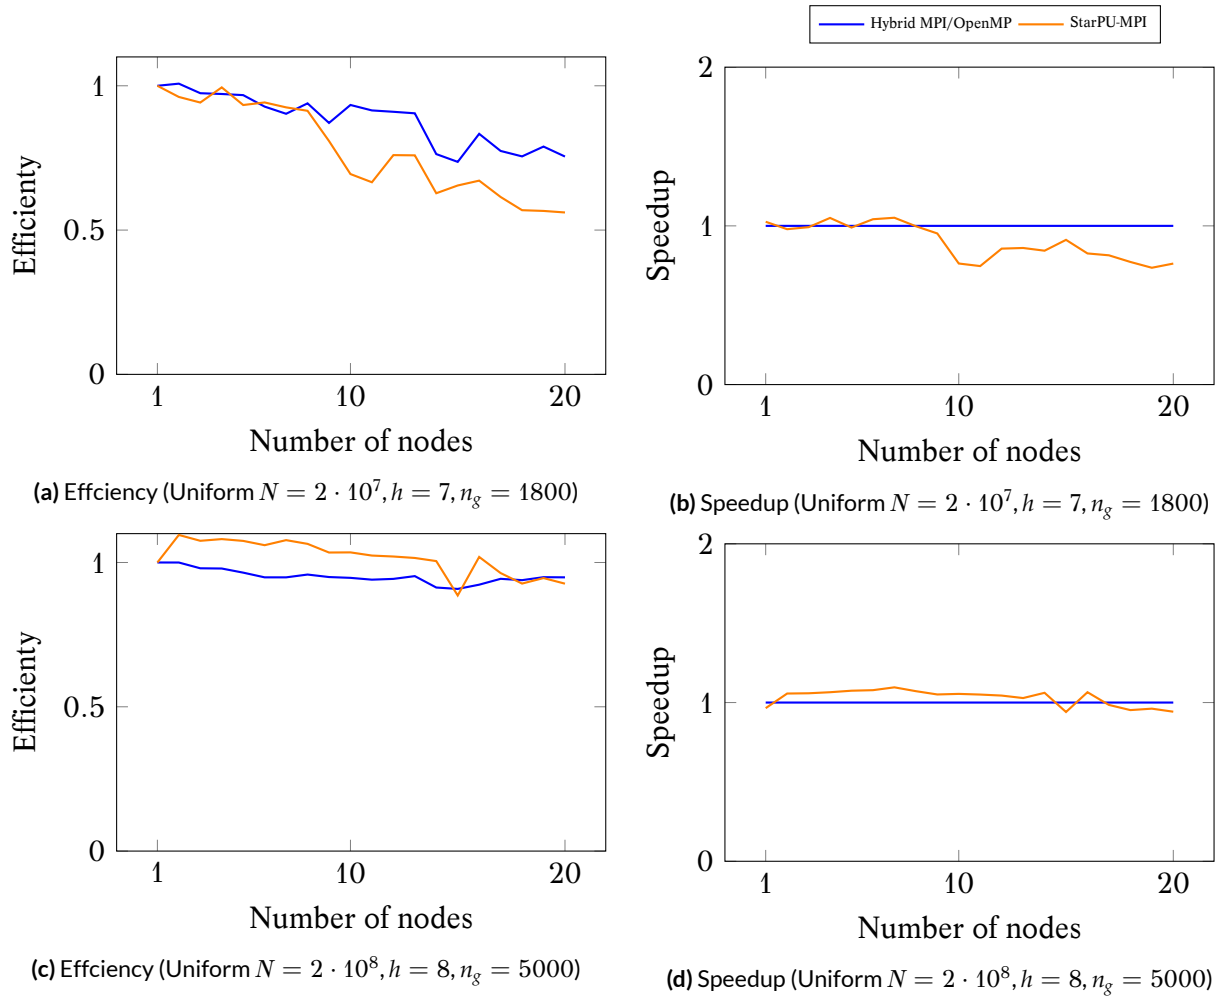 Hybrid MPI/OpenMP StarPU-MPI
1
0.5
0
Efficienty
1 10 20
Number of nodes
(a) Effciency (Uniform N = 2 · 10^7, h = 7, n_g = 1800)
2
1
0
Speedup
1 10 20
Number of nodes
(b) Speedup (Uniform N = 2 · 10^7, h = 7, n_g = 1800)
1
0.5
0
Efficienty
1 10 20
Number of nodes
(c) Effciency (Uniform N = 2 · 10^8, h = 8, n_g = 5000)
2
1
0
Speedup
1 10 20
Number of nodes
(d) Speedup (Uniform N = 2 · 10^8, h = 8, n_g = 5000)